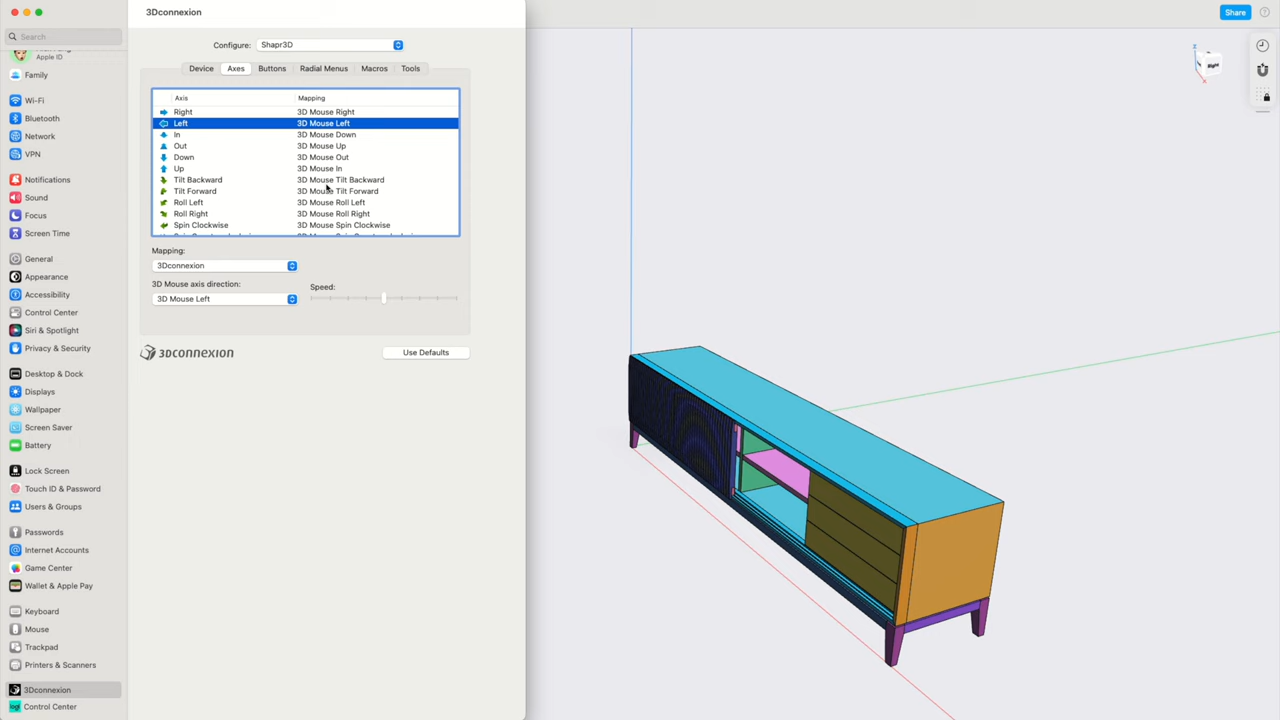 3Dconnexion
Share
Search
Apple ID
Family
Wi-Fi
Bluetooth
Network
VPN
Notifications
Sound
Focus
Screen Time
General
Appearance
Accessibility
Control Center
Siri & Spotlight
Privacy & Security
Desktop & Dock
Displays
Wallpaper
Screen Saver
Battery
Lock Screen
Touch ID & Password
Users & Groups
Passwords
Internet Accounts
Game Center
Wallet & Apple Pay
Keyboard
Mouse
Trackpad
Printers & Scanners
3Dconnexion
Control Center
Configure: Shapr3D
Device Axes Buttons Radial Menus Macros Tools
Axis Mapping
Right 3D Mouse Right
Left 3D Mouse Left
In 3D Mouse Down
Out 3D Mouse Up
Down 3D Mouse Out
Up 3D Mouse In
Tilt Backward 3D Mouse Tilt Backward
Tilt Forward 3D Mouse Tilt Forward
Roll Left 3D Mouse Roll Left
Roll Right 3D Mouse Roll Right
Spin Clockwise 3D Mouse Spin Clockwise
Mapping:
3Dconnexion
3D Mouse axis direction: Speed:
3D Mouse Left
3Dconnexion Use Defaults
Z
Right
X